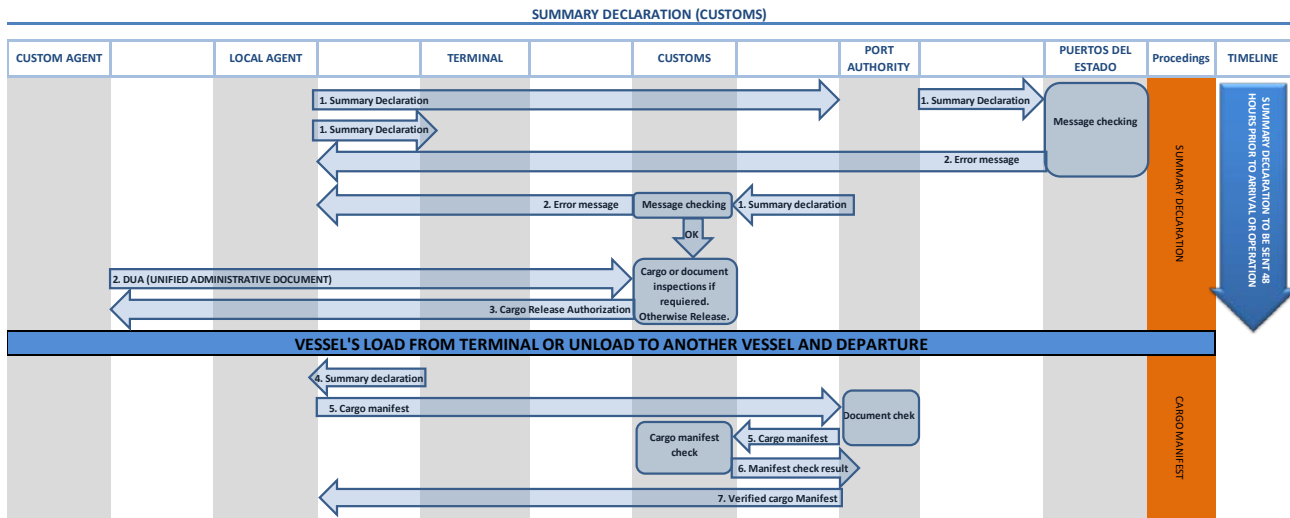 SUMMARY DECLARATION (CUSTOMS)
CUSTOM AGENT
LOCAL AGENT
TERMINAL
CUSTOMS
PORT
AUTHORITY
PUERTOS DEL
ESTADO
Procedings
TIMELINE
1. Summary Declaration
1. Summary Declaration
Message checking
1. Summary Declaration
2. Error message
2. Error message
Message checking
1. Summary declaration
OK
2. DUA (UNIFIED ADMINISTRATIVE DOCUMENT)
Cargo or document
inspections if
requiered.
Otherwise Release.
3. Cargo Release Authorization
SUMMARY DECLARATION
SUMMARY DECLARATION TO BE SENT 48
HOURS PRIOR TO ARRIVAL OR OPERATION
VESSEL'S LOAD FROM TERMINAL OR UNLOAD TO ANOTHER VESSEL AND DEPARTURE
4. Summary declaration
5. Cargo manifest
Document chek
Cargo manifest
check
5. Cargo manifest
6. Manifest check result
7. Verified cargo Manifest
CARGO MANIFEST